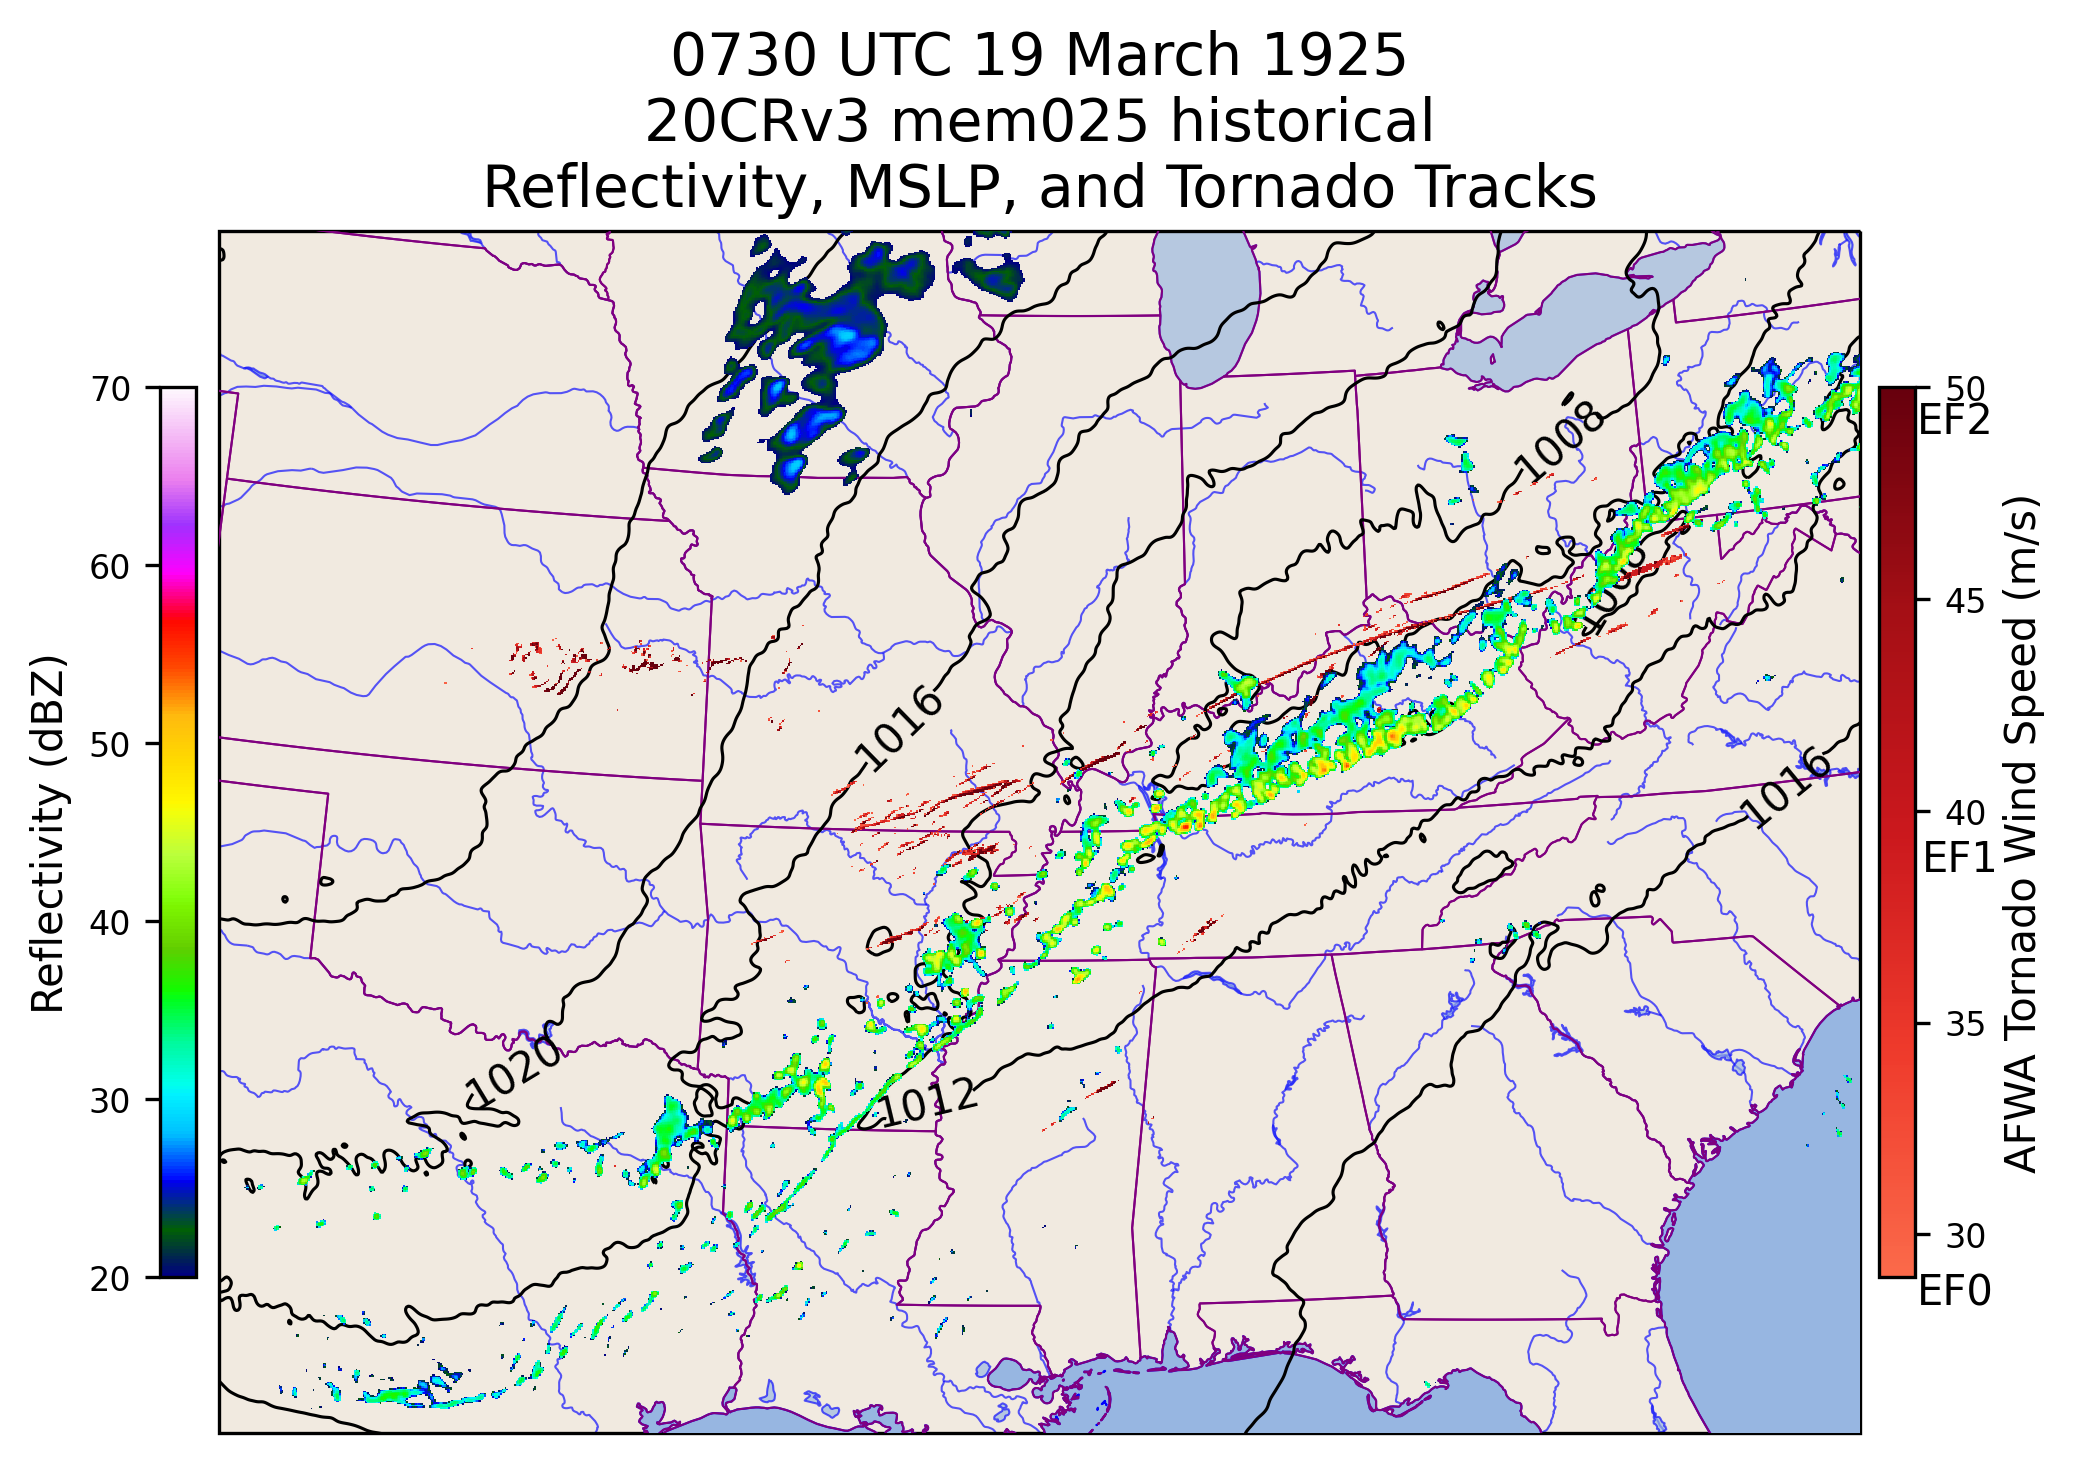 0730 UTC 19 March 1925
20CRv3 mem025 historical
Reflectivity, MSLP, and Tornado Tracks
Reflectivity (dBZ)
70
60
50
40
30
20
1008
1008
1016
1016
1020
1012
50
EF2
45
40
EF1
35
30
EF0
AFWA Tornado Wind Speed (m/s)